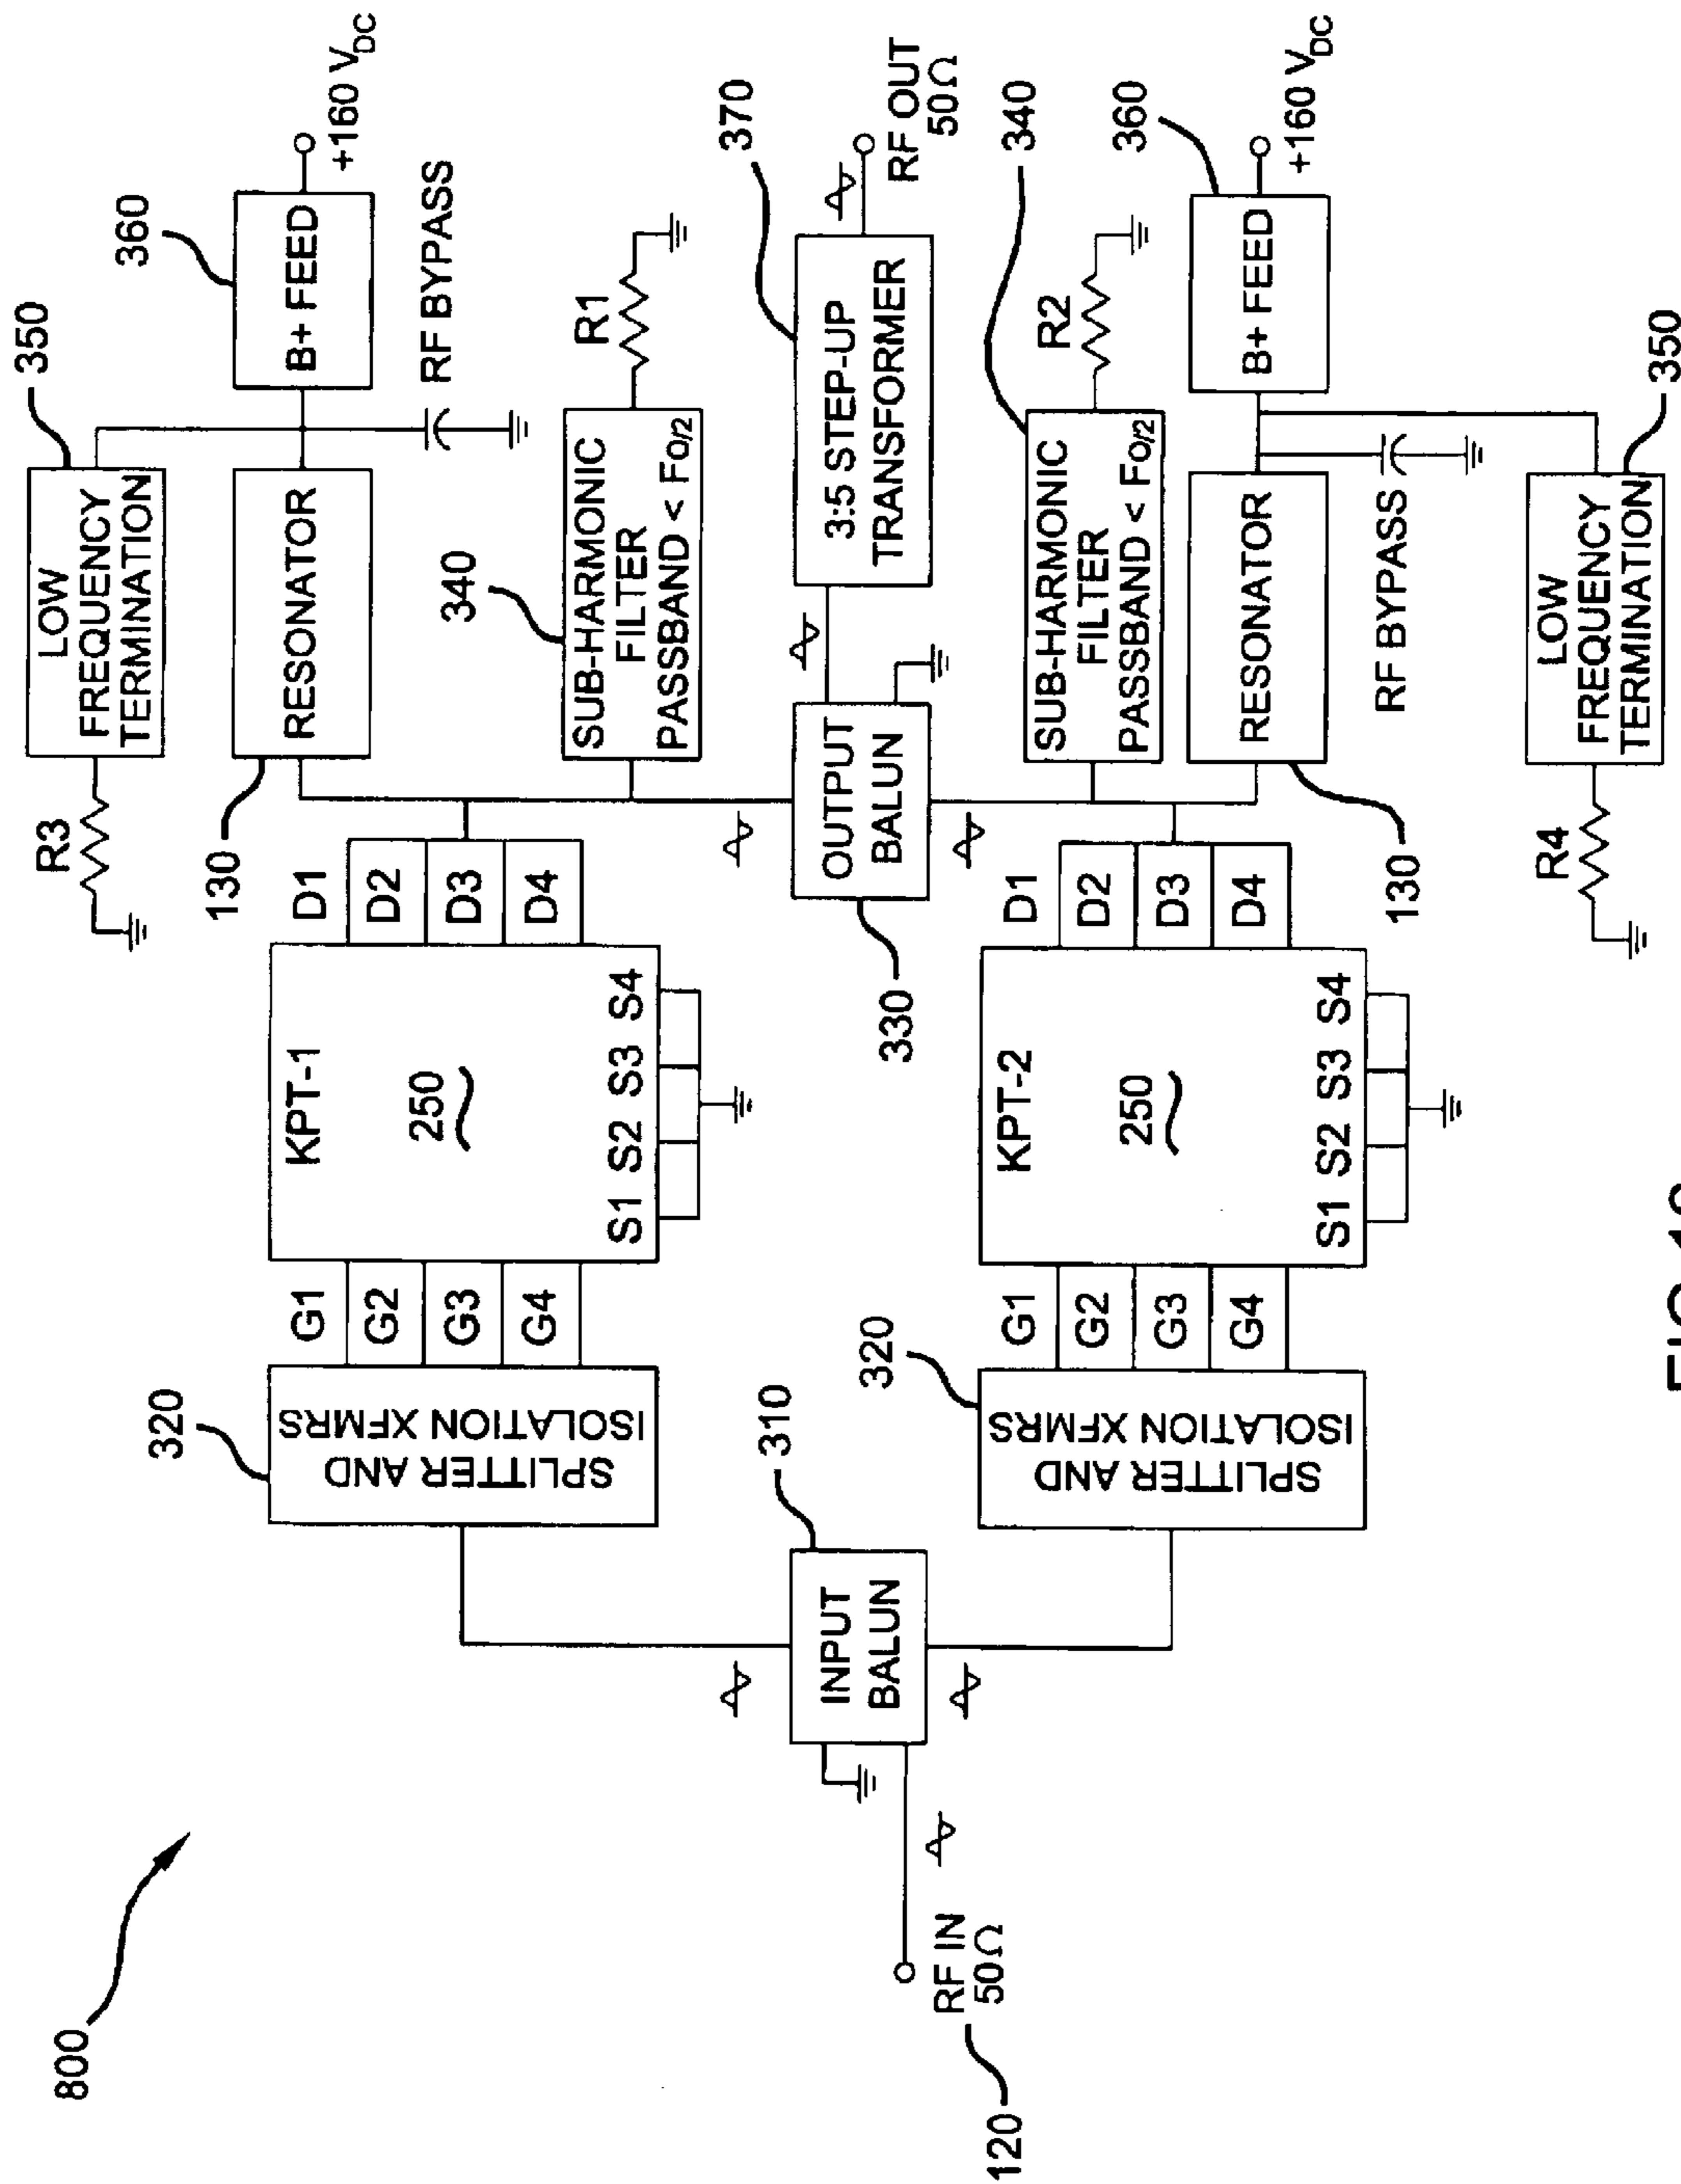 800
120
RF IN
50Ω
INPUT
BALUN
310
320
SPLITTER AND
ISOLATION XFMRS
G1
G2
G3
G4
KPT-1
250
S1 S2 S3 S4
D1
D2
D3
D4
320
SPLITTER AND
ISOLATION XFMRS
G1
G2
G3
G4
KPT-2
250
S1 S2 S3 S4
D1
D2
D3
D4
R3
LOW
FREQUENCY
TERMINATION
350
130
RESONATOR
360
B+ FEED
+160 VDC
RF BYPASS
340
SUB-HARMONIC
FILTER
PASSBAND < FO/2
R1
330
OUTPUT
BALUN
3:5 STEP-UP
TRANSFORMER
370
RF OUT
50Ω
340
SUB-HARMONIC
FILTER
PASSBAND < FO/2
R2
130
RESONATOR
360
B+ FEED
+160 VDC
RF BYPASS
R4
LOW
FREQUENCY
TERMINATION
350